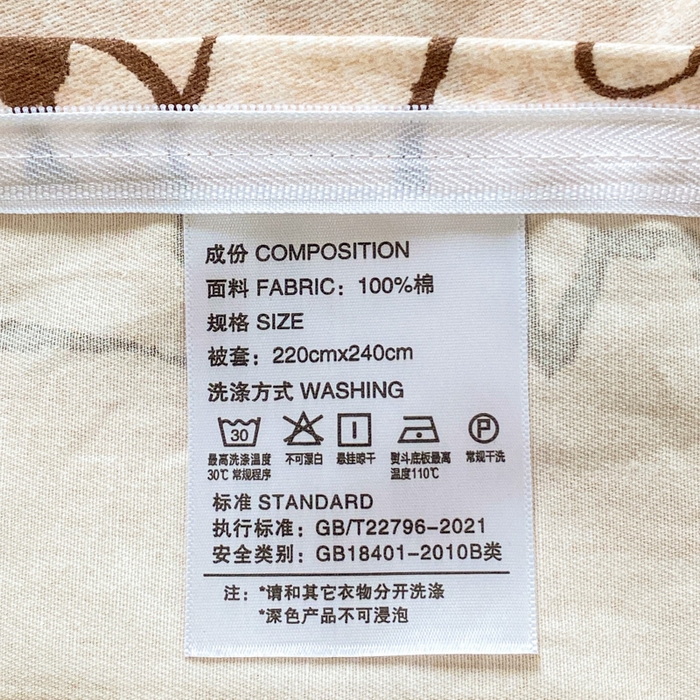 成份 COMPOSITION
面料 FABRIC：100%棉
规格 SIZE
被套：220cmx240cm
洗涤方式 WASHING
30 P
最高洗涤温度 不可漂白 悬挂晾干 熨斗底板最高 常规干洗
30℃ 常规程序 温度110℃
标准 STANDARD
执行标准：GB/T22796-2021
安全类别：GB18401-2010B类
注：*请和其它衣物分开洗涤
*深色产品不可浸泡